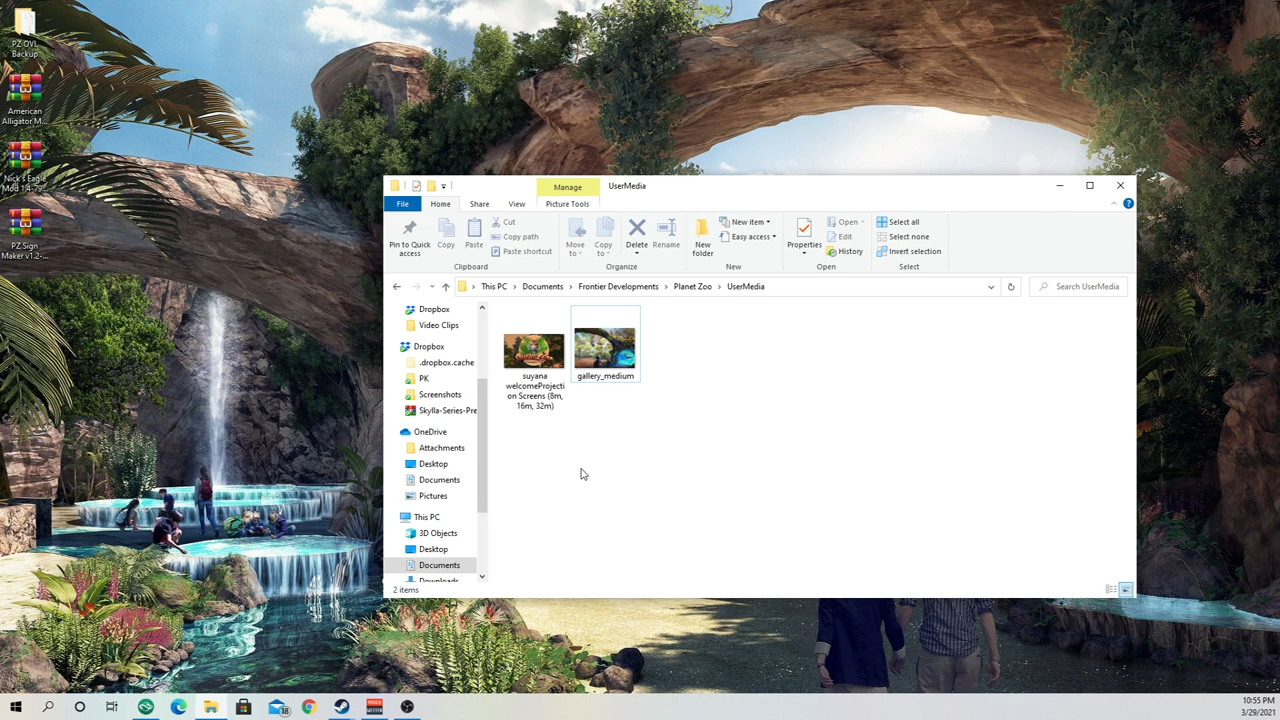 PZ OVL
Backup
American
Alligator M...
Nick's Eagle
Mod 1.4-79...
PZ Sign
Maker v1.2-...
Manage
UserMedia
File
Home
Share
View
Picture Tools
Pin to Quick
access
Copy
Paste
Cut
Copy path
Paste shortcut
Clipboard
Move
to
Copy
to
Delete
Rename
Organize
New
folder
New item
Easy access
New
Properties
Open
Edit
History
Open
Select all
Select none
Invert selection
Select
This PC › Documents › Frontier Developments › Planet Zoo › UserMedia
Search UserMedia
Dropbox
Video Clips
Dropbox
.dropbox.cache
PK
Screenshots
Skylla-Series-Pre
OneDrive
Attachments
Desktop
Documents
Pictures
This PC
3D Objects
Desktop
Documents
Downloads
suyana
welcomeProjecti
on Screens (8m,
16m, 32m)
gallery_medium
2 items
18
10:55 PM
3/29/2021